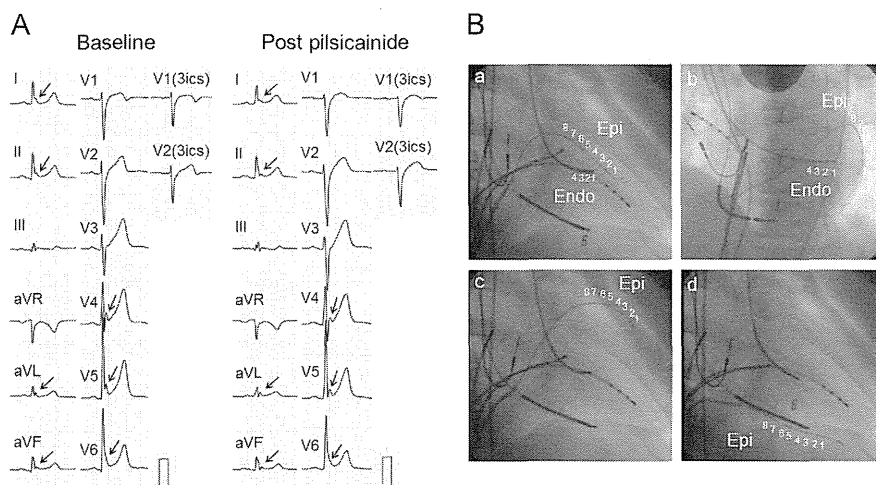 A
Baseline
Post pilsicainide
I
V1
V1(3ics)
II
V2
V2(3ics)
III
V3
aVR
V4
aVL
V5
aVF
V6
I
V1
V1(3ics)
II
V2
V2(3ics)
III
V3
aVR
V4
aVL
V5
aVF
V6
B
a
Epi
8 7 6 5 4 3 2 1
4 3 2 1
Endo
b
Epi
4 3 2 1
Endo
c
Epi
8 7 6 5 4 3 2 1
d
Epi
8 7 6 5 4 3 2 1